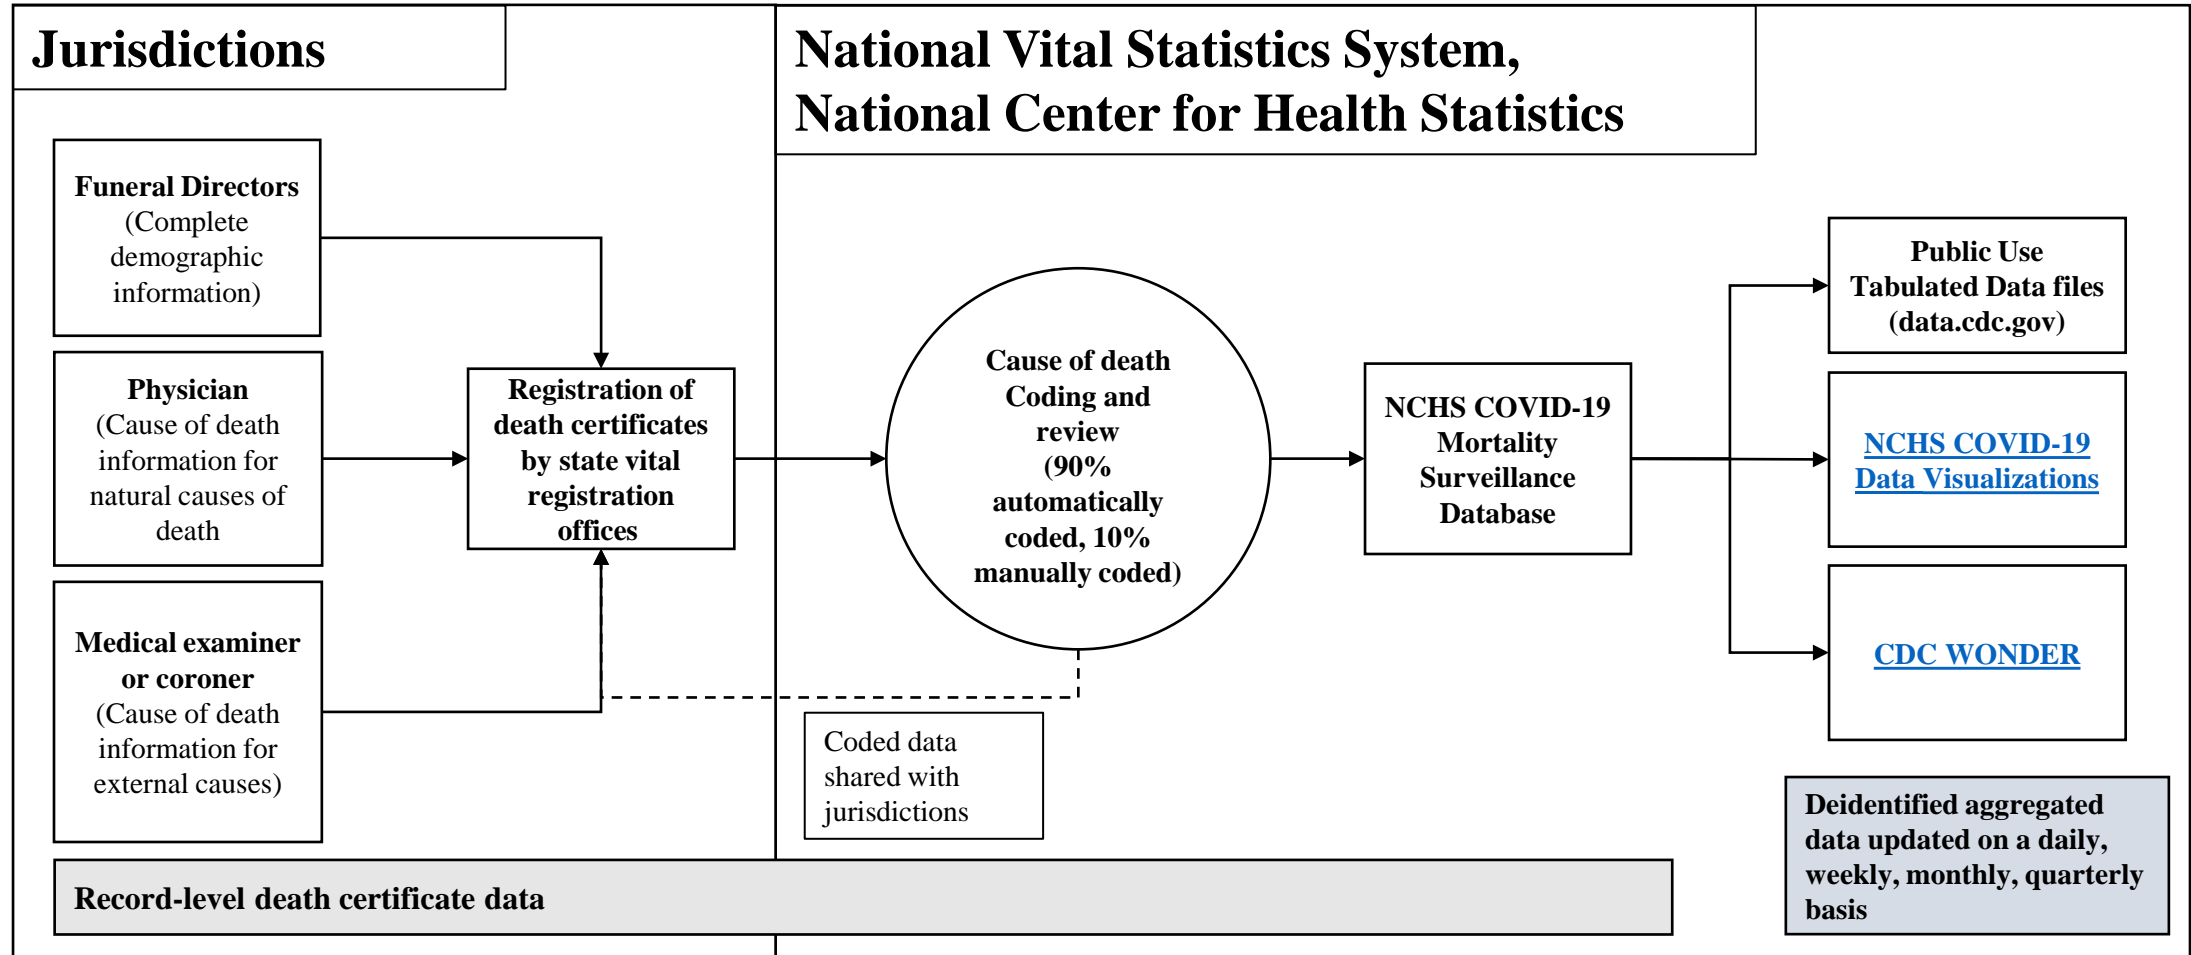 Jurisdictions
National Vital Statistics System,
National Center for Health Statistics
Funeral Directors
(Complete
demographic
information)
Physician
(Cause of death
information for
natural causes of
death
Medical examiner
or coroner
(Cause of death
information for
external causes)
Registration of
death certificates
by state vital
registration
offices
Cause of death
Coding and
review
(90%
automatically
coded, 10%
manually coded)
Coded data
shared with
jurisdictions
NCHS COVID-19
Mortality
Surveillance
Database
Public Use
Tabulated Data files
(data.cdc.gov)
NCHS COVID-19
Data Visualizations
CDC WONDER
Deidentified aggregated
data updated on a daily,
weekly, monthly, quarterly
basis
Record-level death certificate data